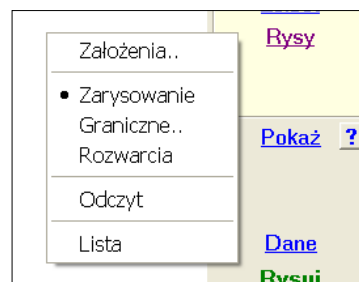 Rysy
Założenia..
Zarysowanie
Graniczne..
Rozwarcia
Pokaż ?
Odczyt
Lista
Dane
Rysuj